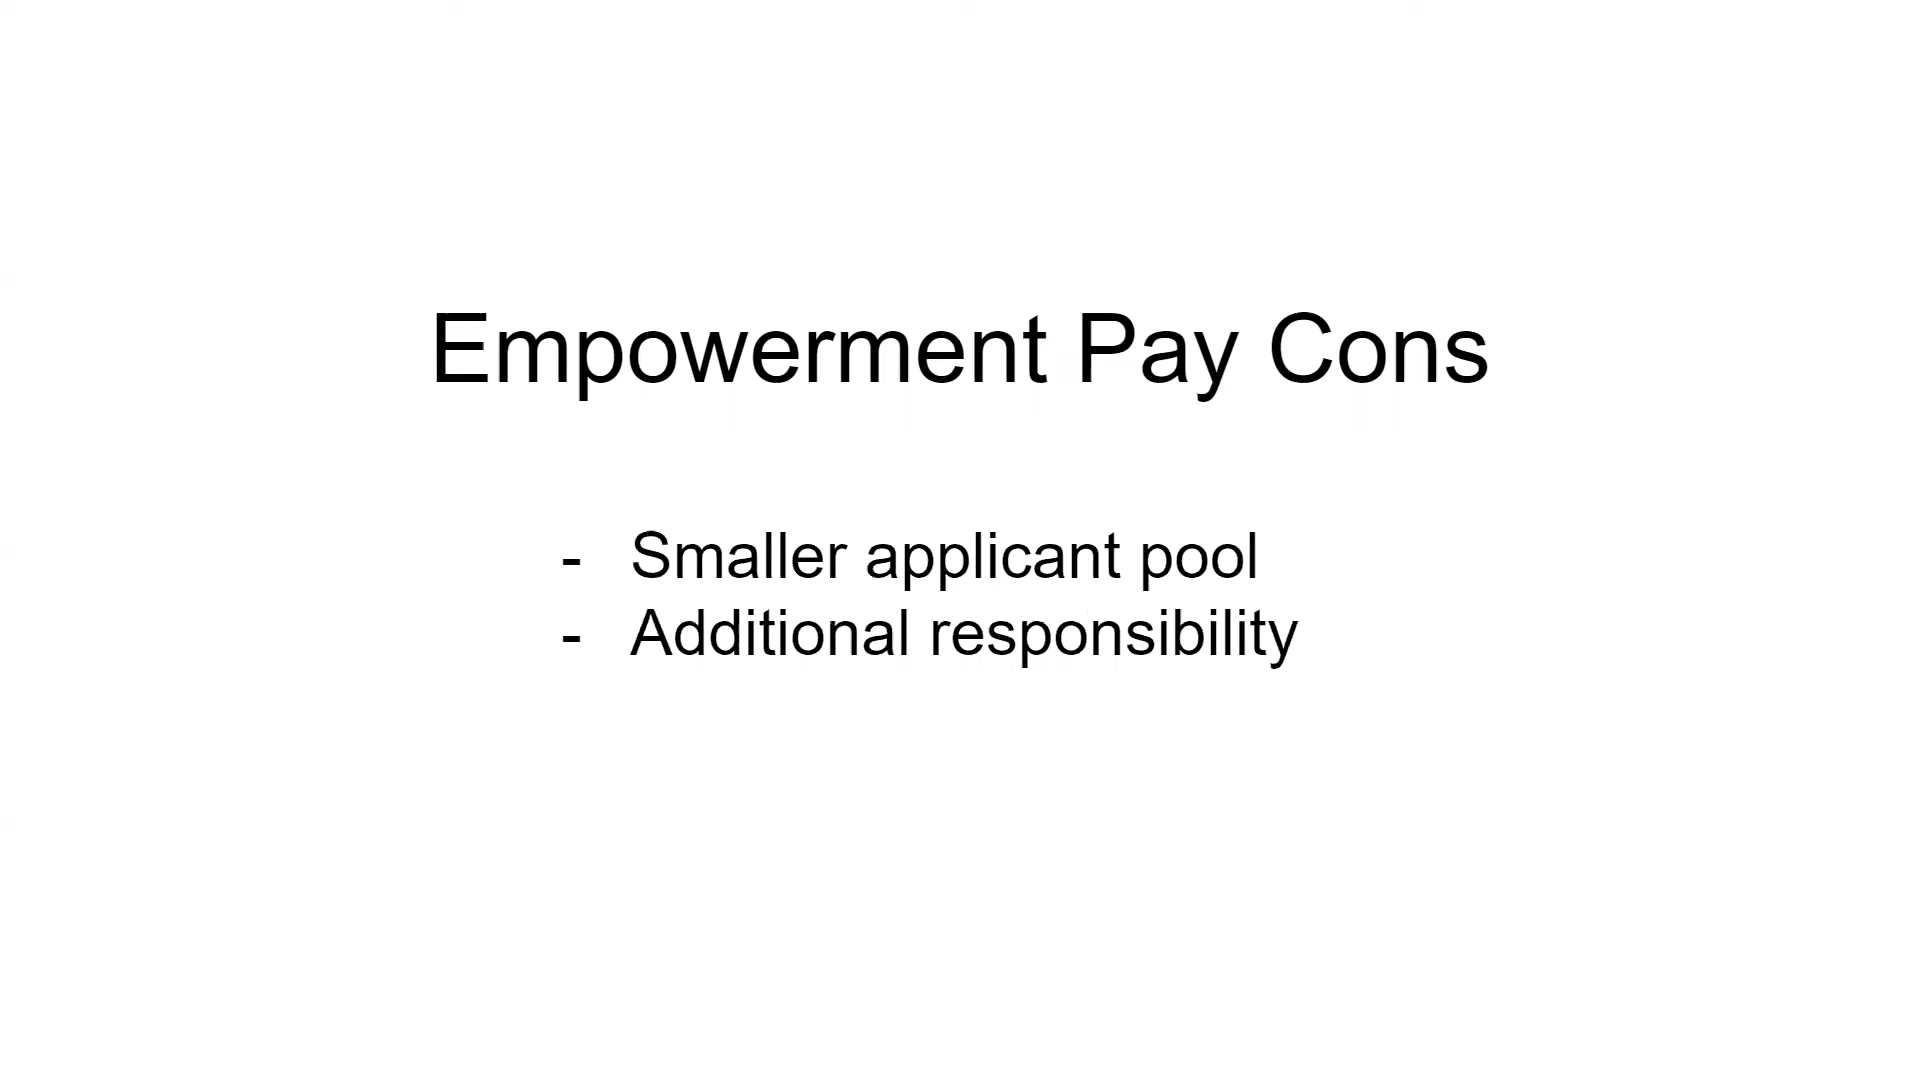 Empowerment Pay Cons
- Smaller applicant pool
- Additional responsibility